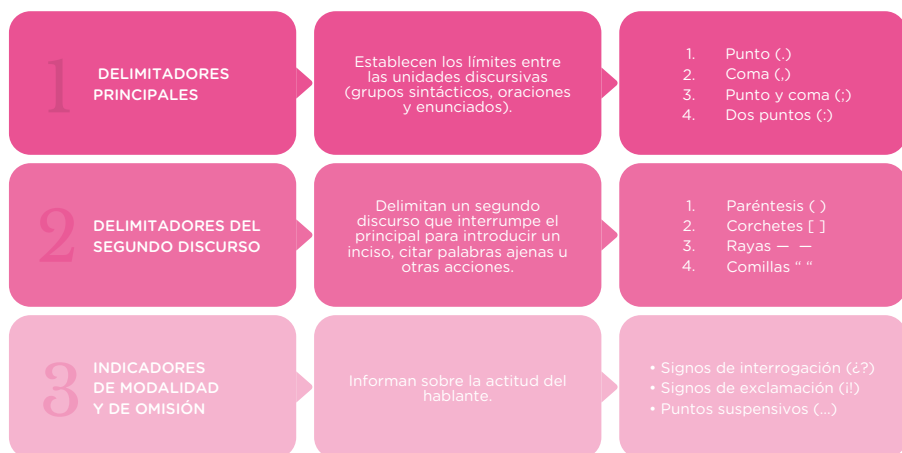 1
DELIMITADORES
PRINCIPALES
Establecen los límites entre
las unidades discursivas
(grupos sintácticos, oraciones
y enunciados).
1. Punto (.)
2. Coma (,)
3. Punto y coma (;)
4. Dos puntos (:)
2
DELIMITADORES DEL
SEGUNDO DISCURSO
Delimitan un segundo
discurso que interrumpe el
principal para introducir un
inciso, citar palabras ajenas u
otras acciones.
1. Paréntesis ( )
2. Corchetes [ ]
3. Rayas — —
4. Comillas “ “
3
INDICADORES
DE MODALIDAD
Y DE OMISIÓN
Informan sobre la actitud del
hablante.
• Signos de interrogación (¿?)
• Signos de exclamación (¡!)
• Puntos suspensivos (...)